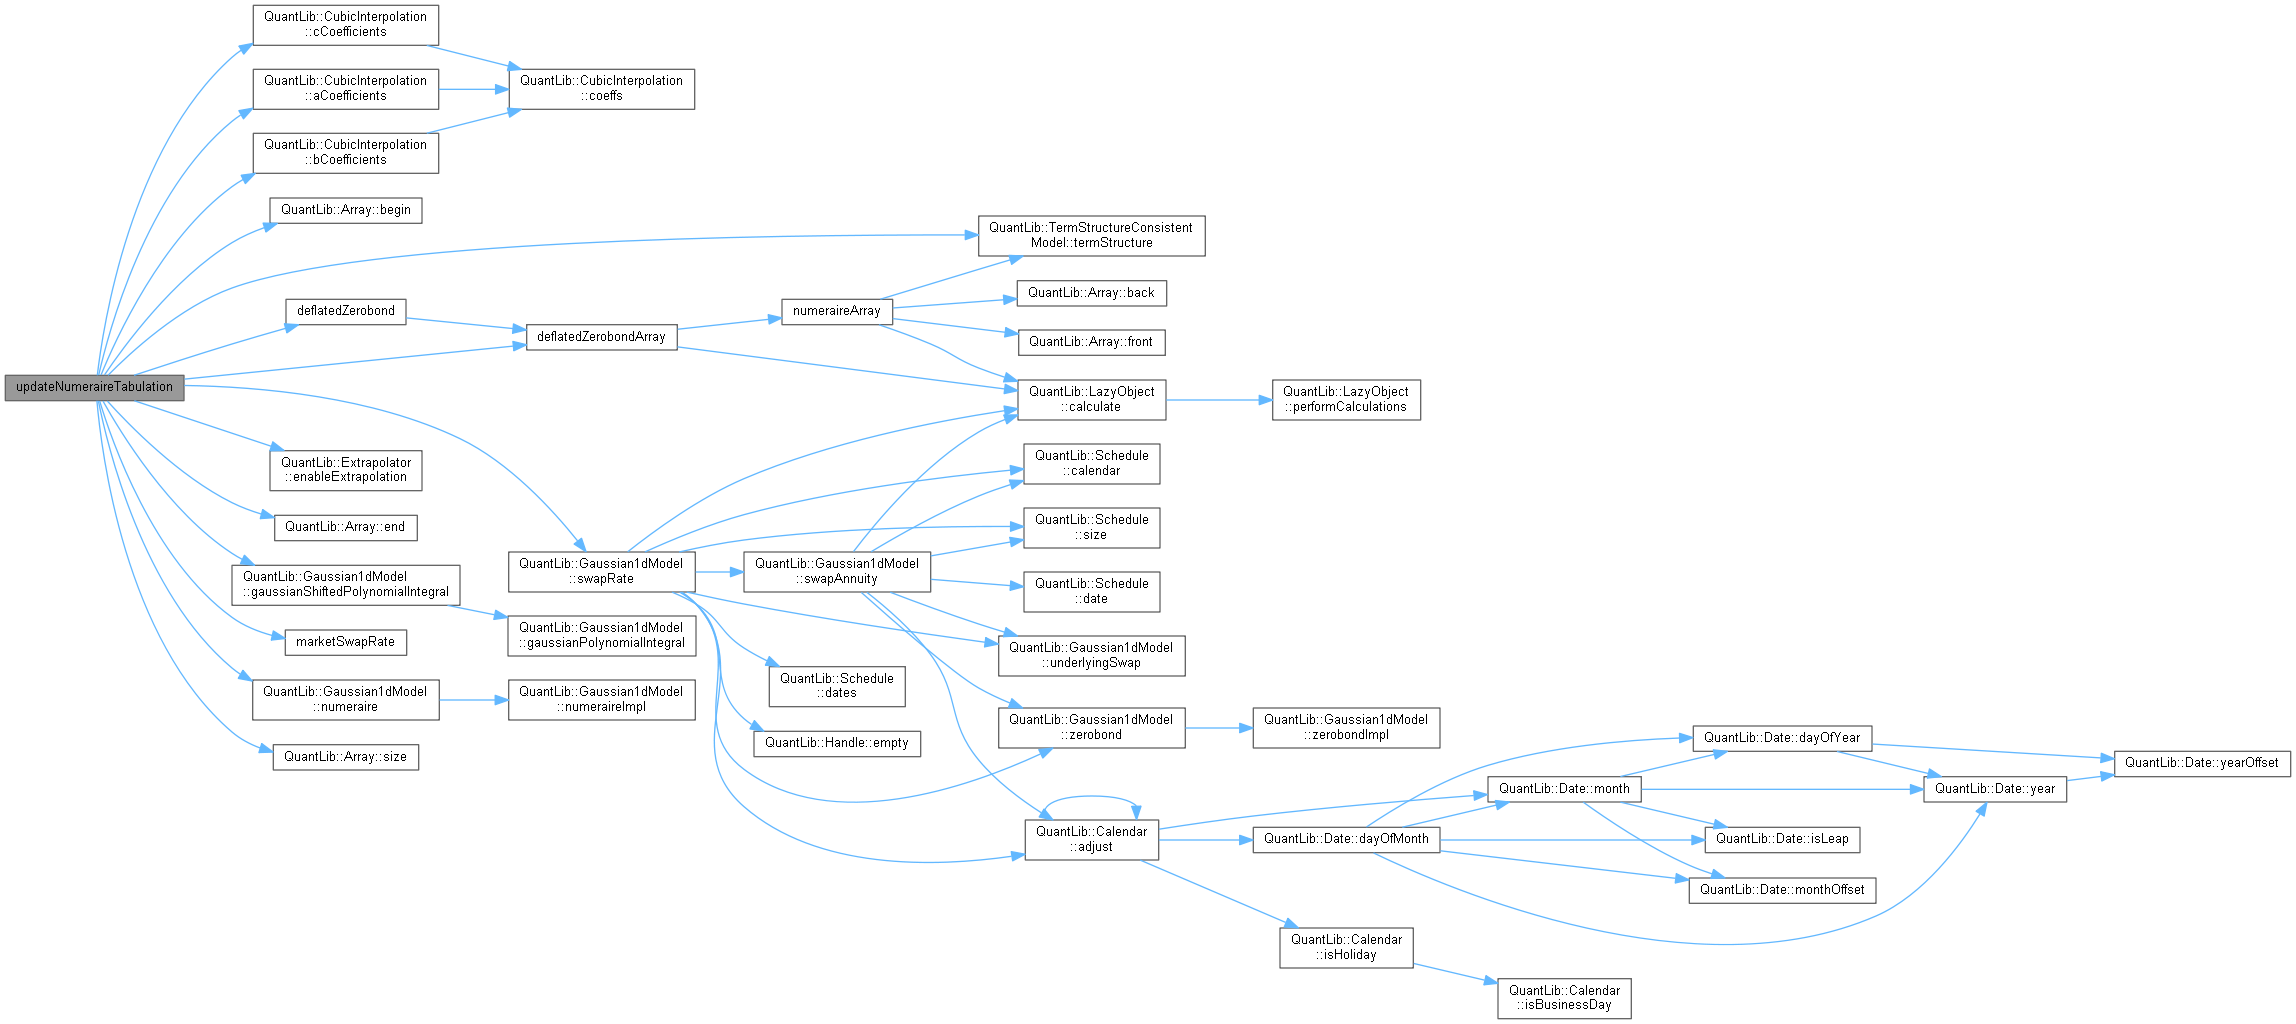 QuantLib::CubicInterpolation
::cCoefficients
QuantLib::CubicInterpolation
::aCoefficients
QuantLib::CubicInterpolation
::coeffs
QuantLib::CubicInterpolation
::bCoefficients
QuantLib::Array::begin
QuantLib::TermStructureConsistent
Model::termStructure
QuantLib::Array::back
deflatedZerobond
numeraireArray
deflatedZerobondArray
QuantLib::Array::front
updateNumeraireTabulation
QuantLib::LazyObject
::calculate
QuantLib::LazyObject
::performCalculations
QuantLib::Extrapolator
::enableExtrapolation
QuantLib::Schedule
::calendar
QuantLib::Array::end
QuantLib::Schedule
::size
QuantLib::Gaussian1dModel
::gaussianShiftedPolynomialIntegral
QuantLib::Gaussian1dModel
::swapRate
QuantLib::Gaussian1dModel
::swapAnnuity
QuantLib::Schedule
::date
marketSwapRate
QuantLib::Gaussian1dModel
::gaussianPolynomialIntegral
QuantLib::Gaussian1dModel
::underlyingSwap
QuantLib::Schedule
::dates
QuantLib::Gaussian1dModel
::numeraire
QuantLib::Gaussian1dModel
::numeraireImpl
QuantLib::Handle::empty
QuantLib::Gaussian1dModel
::zerobond
QuantLib::Gaussian1dModel
::zerobondImpl
QuantLib::Array::size
QuantLib::Date::dayOfYear
QuantLib::Date::yearOffset
QuantLib::Date::month
QuantLib::Date::year
QuantLib::Calendar
::adjust
QuantLib::Date::dayOfMonth
QuantLib::Date::isLeap
QuantLib::Date::monthOffset
QuantLib::Calendar
::isHoliday
QuantLib::Calendar
::isBusinessDay